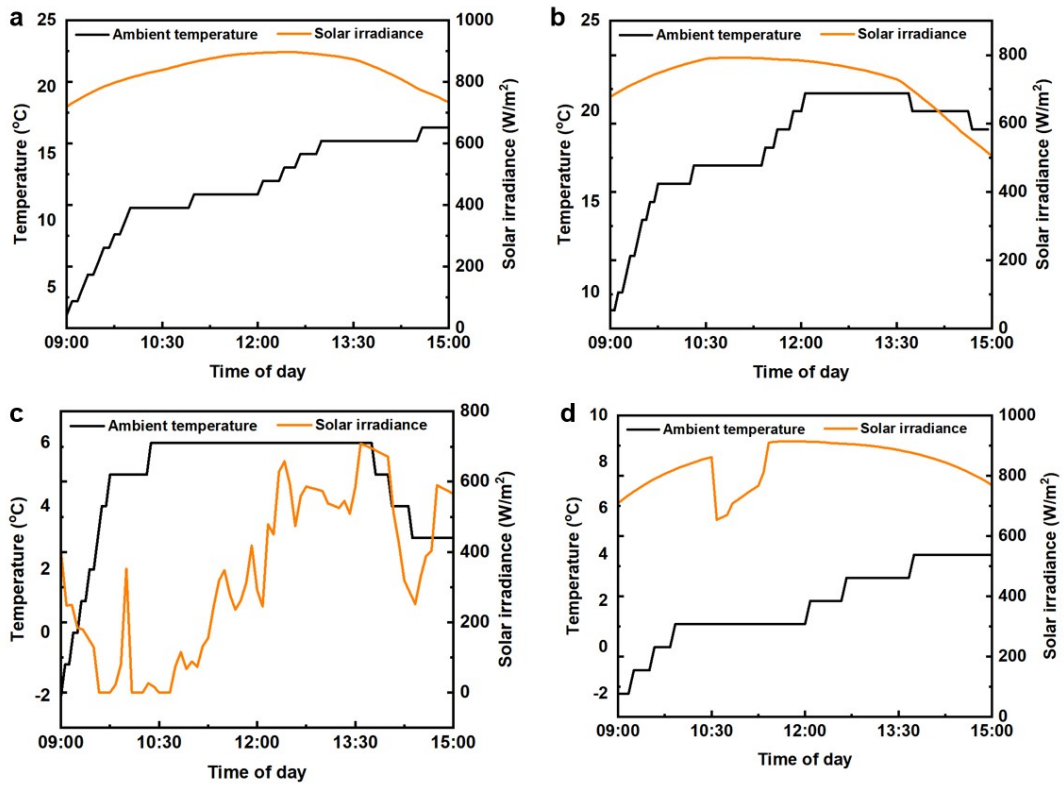 a
Ambient temperature
Solar irradiance
Temperature (°C)
25
20
15
10
5
Solar irradiance (W/m²)
1000
800
600
400
200
0
09:00 10:30 12:00 13:30 15:00
Time of day
b
Ambient temperature
Solar irradiance
Temperature (°C)
25
20
15
10
Solar irradiance (W/m²)
800
600
400
200
0
09:00 10:30 12:00 13:30 15:00
Time of day
c
Ambient temperature
Solar irradiance
Temperature (°C)
6
4
2
0
-2
Solar irradiance (W/m²)
800
600
400
200
0
09:00 10:30 12:00 13:30 15:00
Time of day
d
Ambient temperature
Solar irradiance
Temperature (°C)
10
8
6
4
2
0
-2
Solar irradiance (W/m²)
1000
800
600
400
200
0
09:00 10:30 12:00 13:30 15:00
Time of day